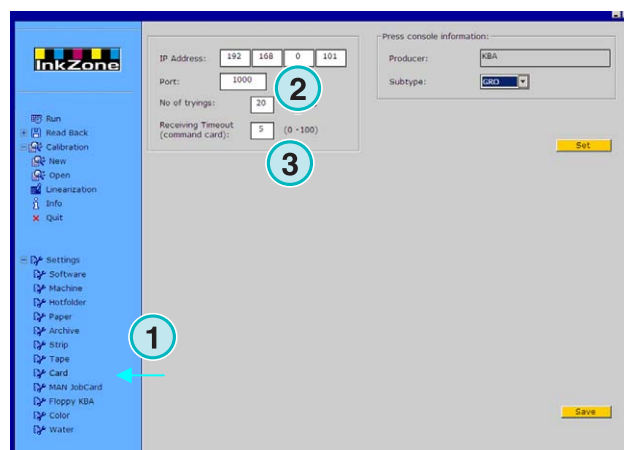 InkZone
Run
Read Back
Calibration
New
Open
Linearization
Info
Quit
Settings
Software
Machine
Hotfolder
Paper
Archive
Strip
Tape
Card
MAN JobCard
Floppy KBA
Color
Water
1
IP Address: 192 168 0 101
Port: 1000
2
No of tryings: 20
Receiving Timeout
(command card): 5 (0 -100)
3
Press console information:
Producer: KBA
Subtype: GRO
Set
Save